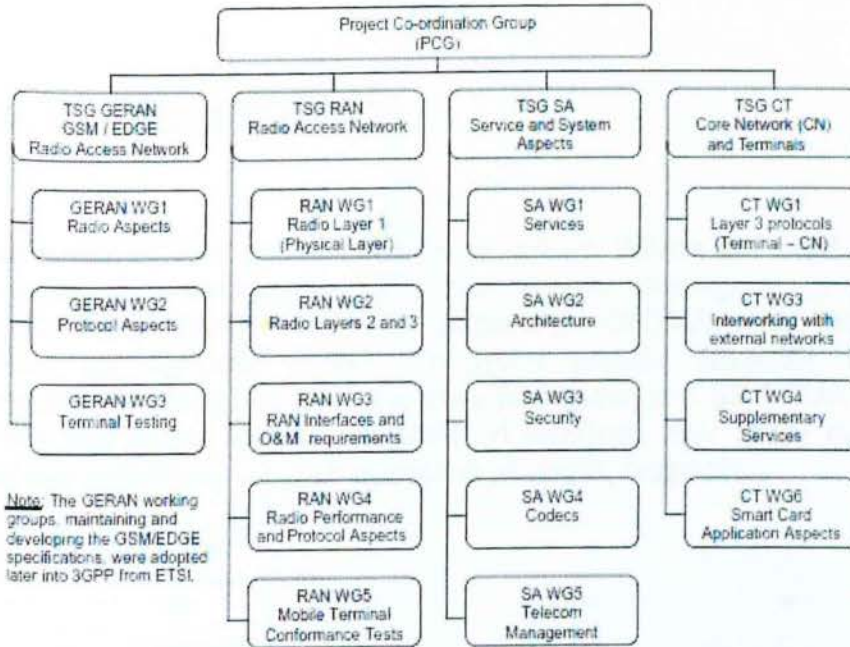 Project Co-ordination Group
(PCG)
TSG GERAN
GSM / EDGE
Radio Access Network
GERAN WG1
Radio Aspects
GERAN WG2
Protocol Aspects
GERAN WG3
Terminal Testing
Note: The GERAN working
groups, maintaining and
developing the GSM/EDGE
specifications, were adopted
later into 3GPP from ETSI.
TSG RAN
Radio Access Network
RAN WG1
Radio Layer 1
(Physical Layer)
RAN WG2
Radio Layers 2 and 3
RAN WG3
RAN Interfaces and
O&M requirements
RAN WG4
Radio Performance
and Protocol Aspects
RAN WG5
Mobile Terminal
Conformance Tests
TSG SA
Service and System
Aspects
SA WG1
Services
SA WG2
Architecture
SA WG3
Security
SA WG4
Codecs
SA WG5
Telecom
Management
TSG CT
Core Network (CN)
and Terminals
CT WG1
Layer 3 protocols
(Terminal – CN)
CT WG3
Interworking with
external networks
CT WG4
Supplementary
Services
CT WG6
Smart Card
Application Aspects